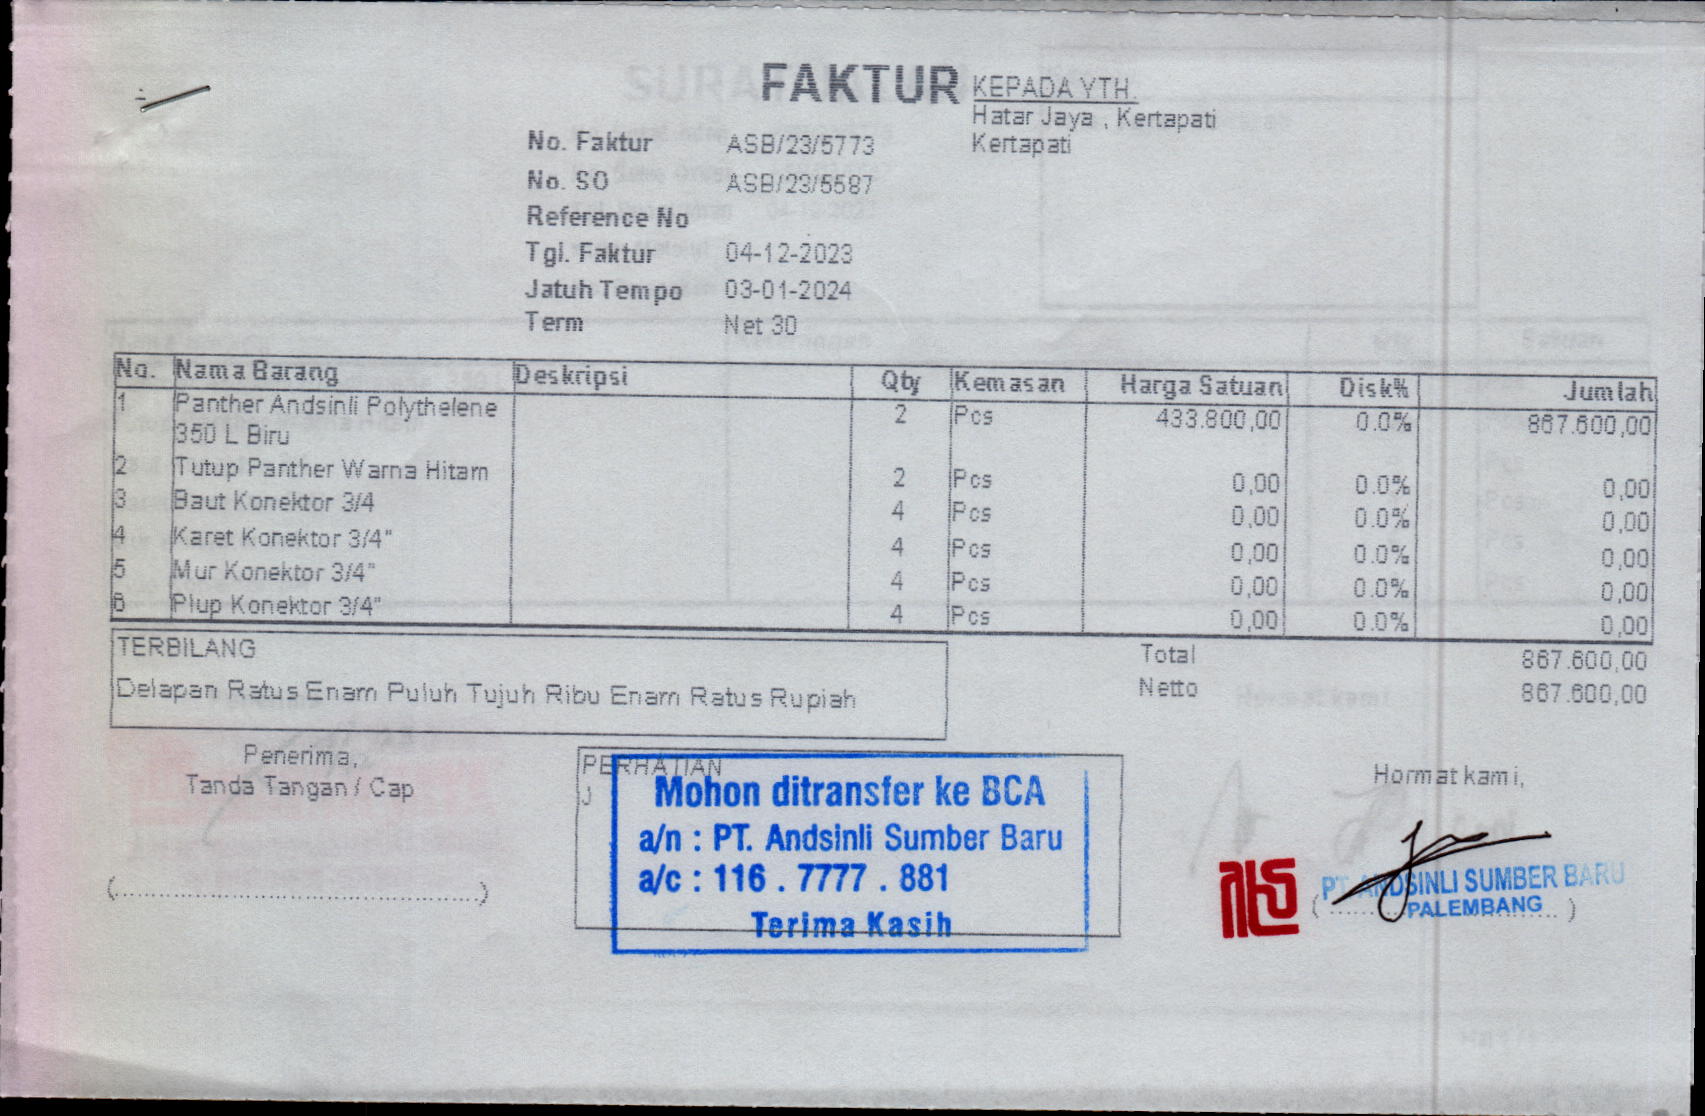 FAKTUR
KEPADA YTH.
Hatar Jaya , Kertapati
Kertapati
No. Faktur ASB/23/5773
No. SO ASB/23/5587
Reference No
Tgl. Faktur 04-12-2023
Jatuh Tempo 03-01-2024
Term Net 30
No. Nama Barang Deskripsi Qty Kemasan Harga Satuan Disk% Jumlah
1 Panther Andsinli Polythelene 2 Pcs 433.800,00 0.0% 867.600,00
350 L Biru
2 Tutup Panther Warna Hitam 2 Pcs 0,00 0.0% 0,00
3 Baut Konektor 3/4 4 Pcs 0,00 0.0% 0,00
4 Karet Konektor 3/4" 4 Pcs 0,00 0.0% 0,00
5 Mur Konektor 3/4" 4 Pcs 0,00 0.0% 0,00
6 Plup Konektor 3/4" 4 Pcs 0,00 0.0% 0,00
TERBILANG
Delapan Ratus Enam Puluh Tujuh Ribu Enam Ratus Rupiah
Total 867.600,00
Netto 867.600,00
Penerima,
Tanda Tangan / Cap
(........................................................)
PERHATIAN
Mohon ditransfer ke BCA
a/n : PT. Andsinli Sumber Baru
a/c : 116 . 7777 . 881
Terima Kasih
Hormat kami,
PT. ANDSINLI SUMBER BARU
PALEMBANG